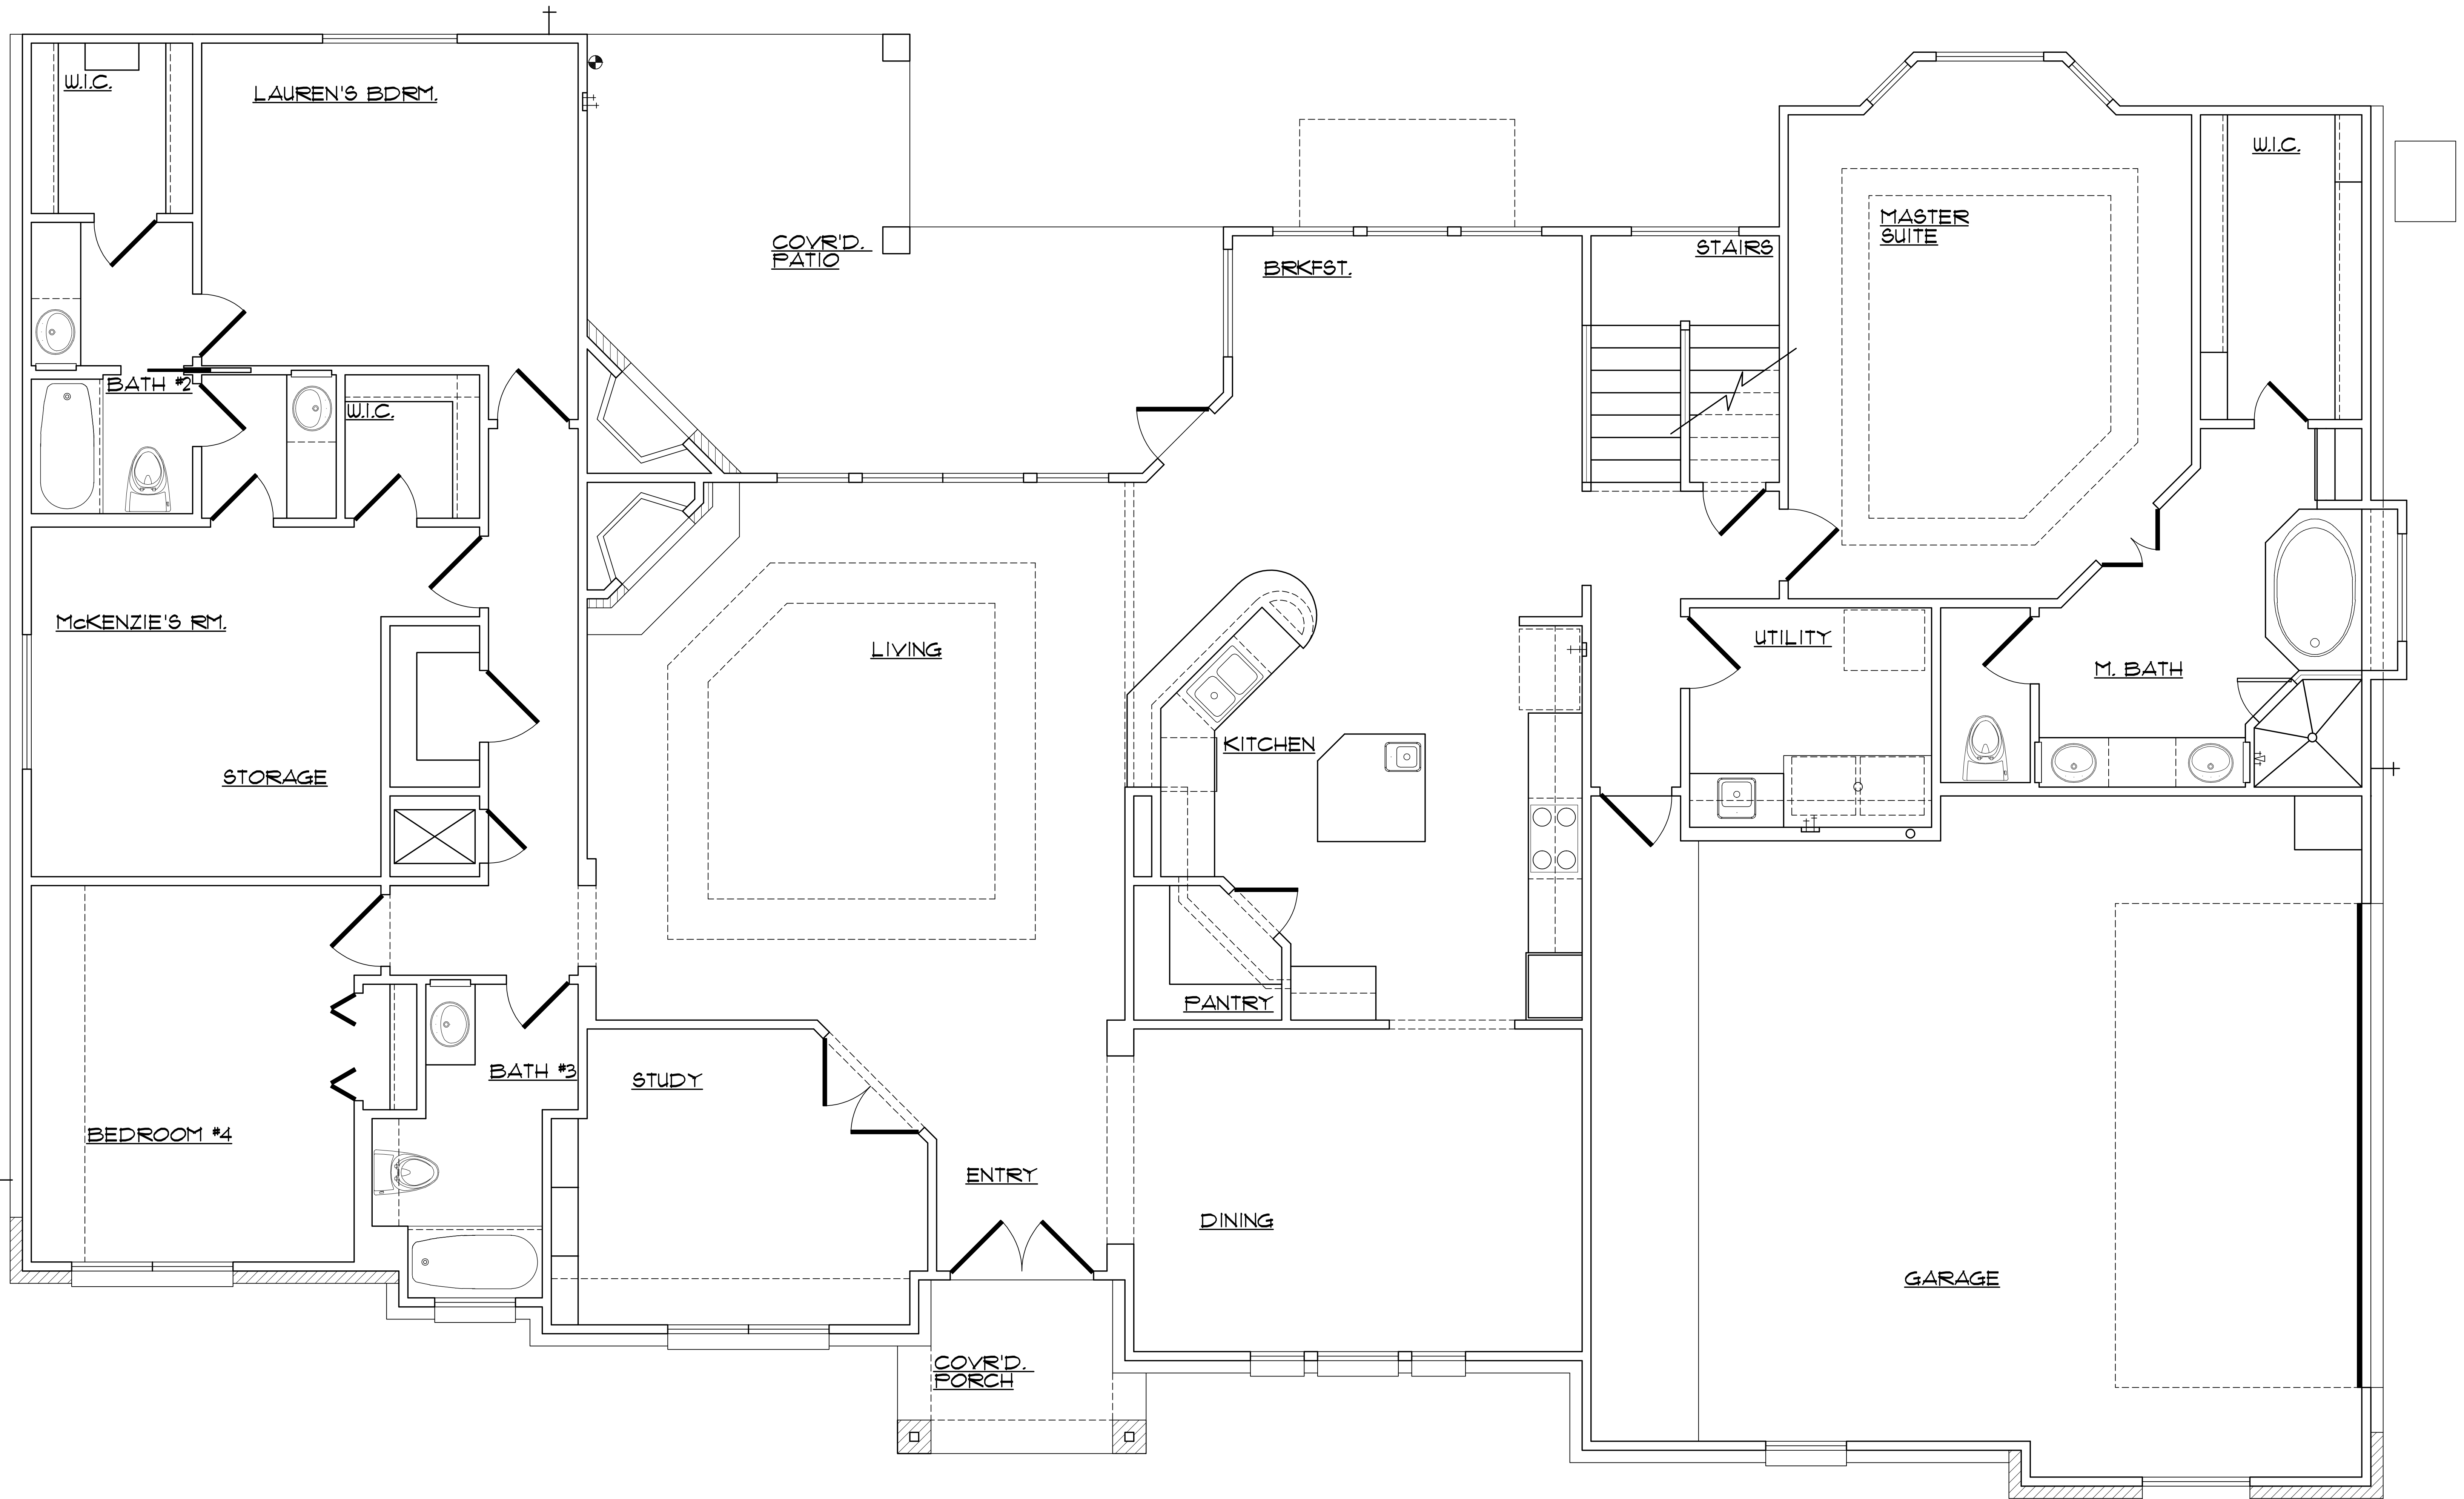 W.I.C.
LAUREN'S BDRM.
W.I.C.
MASTER
SUITE
COVR'D.
PATIO
STAIRS
BRKFST.
BATH #2
W.I.C.
McKENZIE'S RM.
LIVING
UTILITY
M. BATH
KITCHEN
STORAGE
PANTRY
BATH #3
STUDY
BEDROOM #4
ENTRY
DINING
GARAGE
COVR'D.
PORCH